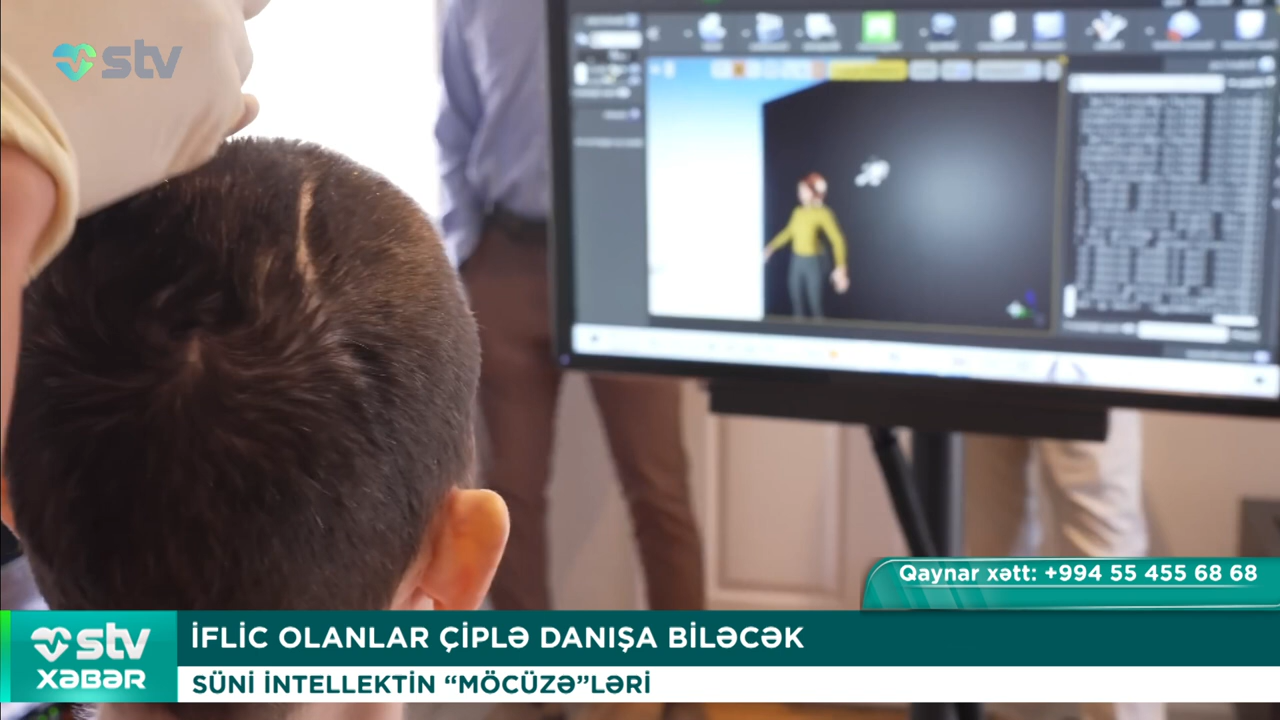 stv
Qaynar xətt: +994 55 455 68 68
stv
XƏBƏR
İFLİC OLANLAR ÇİPLƏ DANIŞA BİLƏCƏK
SÜNİ İNTELLEKTİN “MÖCÜZƏ”LƏRİ